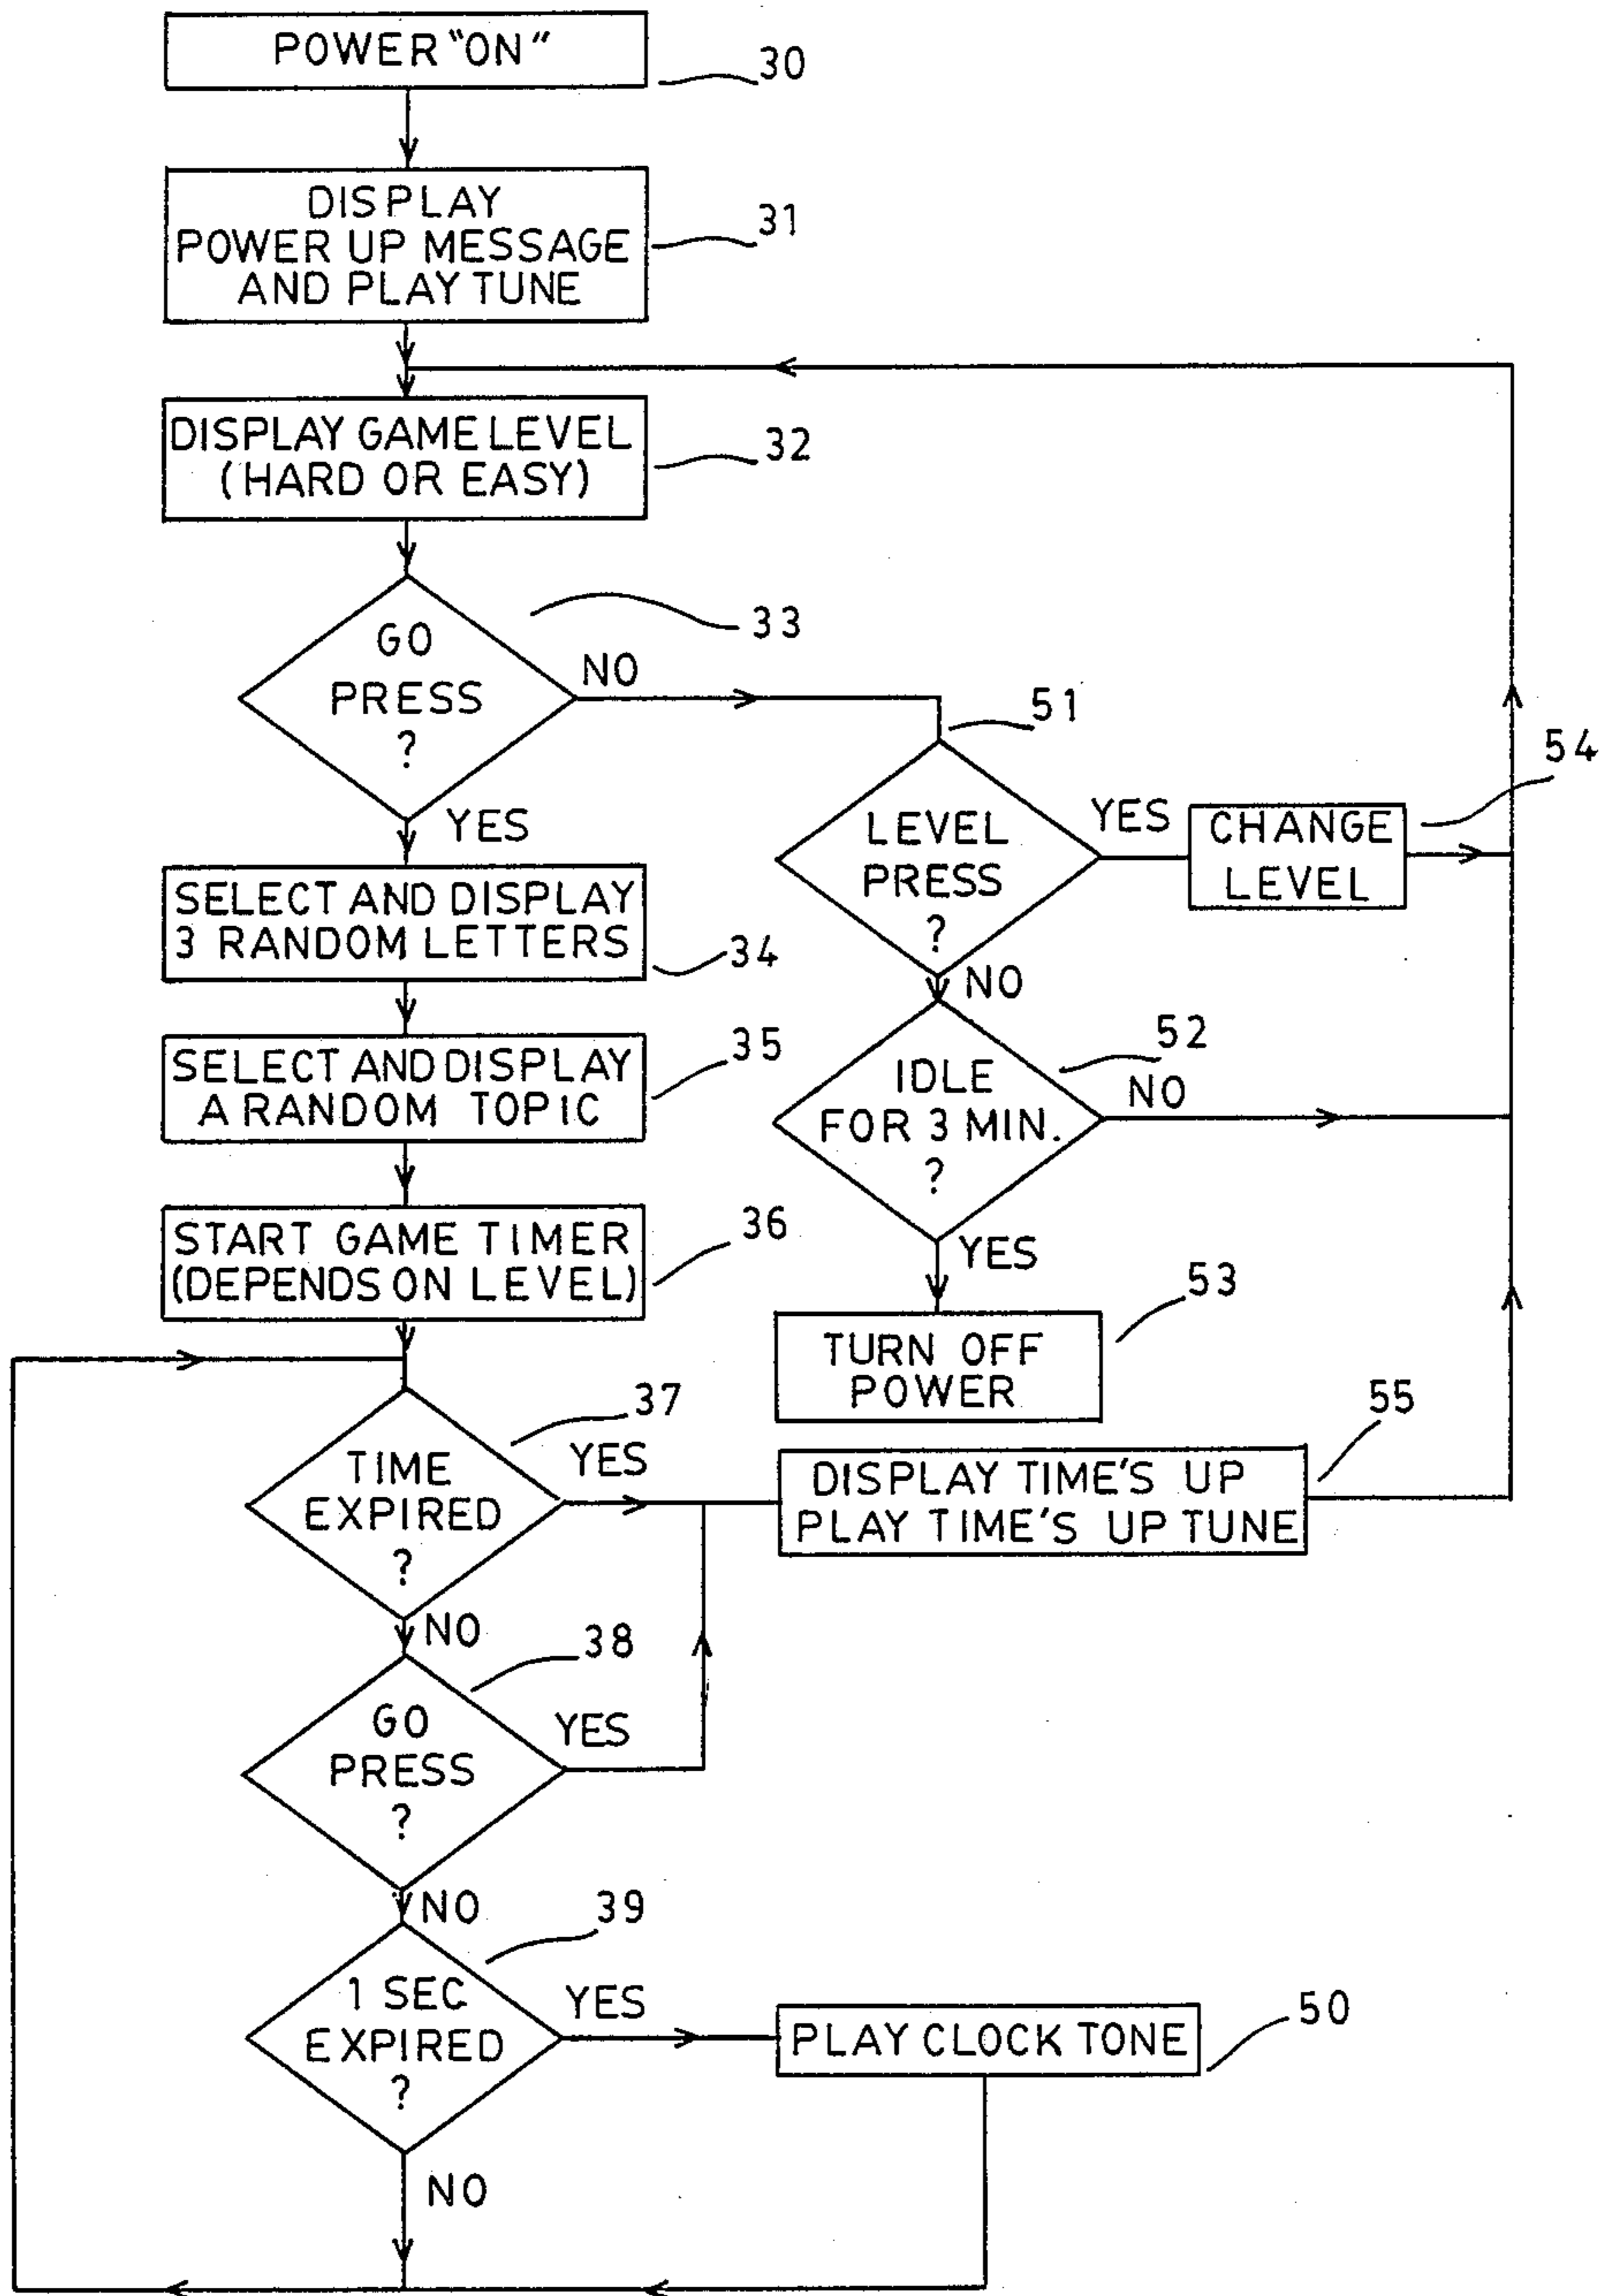 POWER "ON"
30
DISPLAY
POWER UP MESSAGE
AND PLAY TUNE
31
DISPLAY GAME LEVEL
(HARD OR EASY)
32
GO
PRESS
?
33
NO
YES
51
LEVEL
PRESS
?
YES
CHANGE
LEVEL
54
NO
SELECT AND DISPLAY
3 RANDOM LETTERS
34
SELECT AND DISPLAY
A RANDOM TOPIC
35
IDLE
FOR 3 MIN.
?
52
NO
YES
START GAME TIMER
(DEPENDS ON LEVEL)
36
TURN OFF
POWER
53
TIME
EXPIRED
?
37
YES
DISPLAY TIME'S UP
PLAY TIME'S UP TUNE
55
NO
GO
PRESS
?
38
YES
NO
1 SEC
EXPIRED
?
39
YES
PLAY CLOCK TONE
50
NO